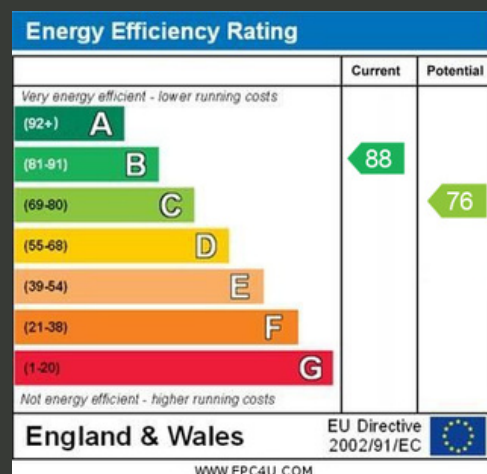 Energy Efficiency Rating
Current Potential
Very energy efficient - lower running costs
(92+) A
(81-91) B
88
(69-80) C
76
(55-68) D
(39-54) E
(21-38) F
(1-20) G
Not energy efficient - higher running costs
England & Wales
EU Directive
2002/91/EC
WWW.EPC4U.COM